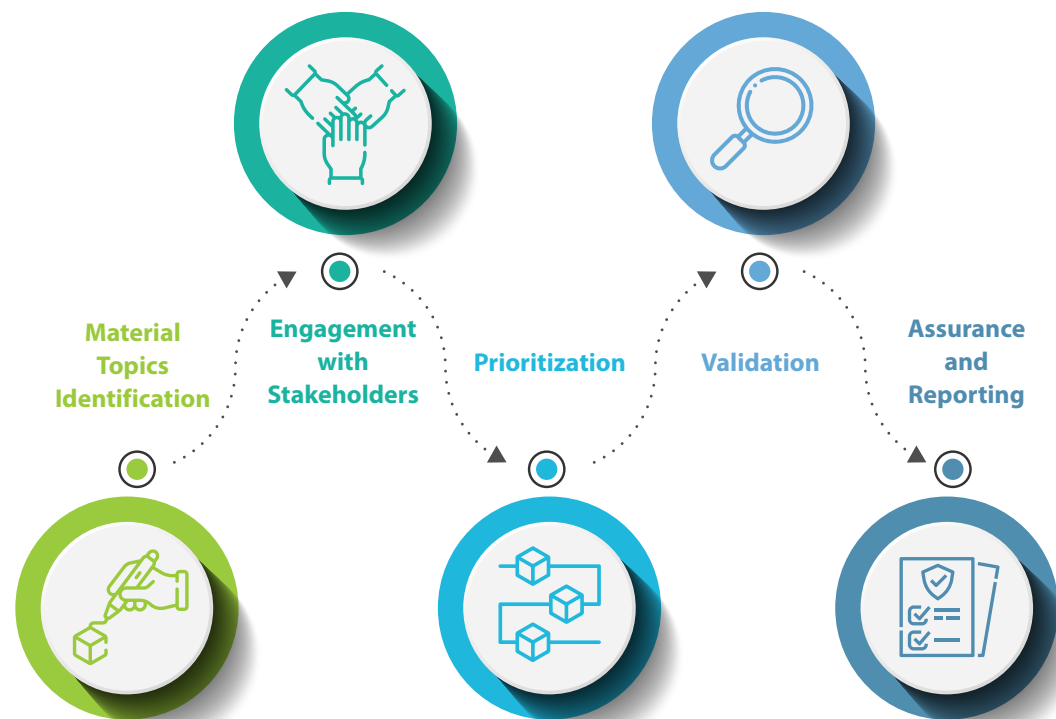 Material
Topics
Identification
Engagement
with
Stakeholders
Prioritization
Validation
Assurance
and
Reporting